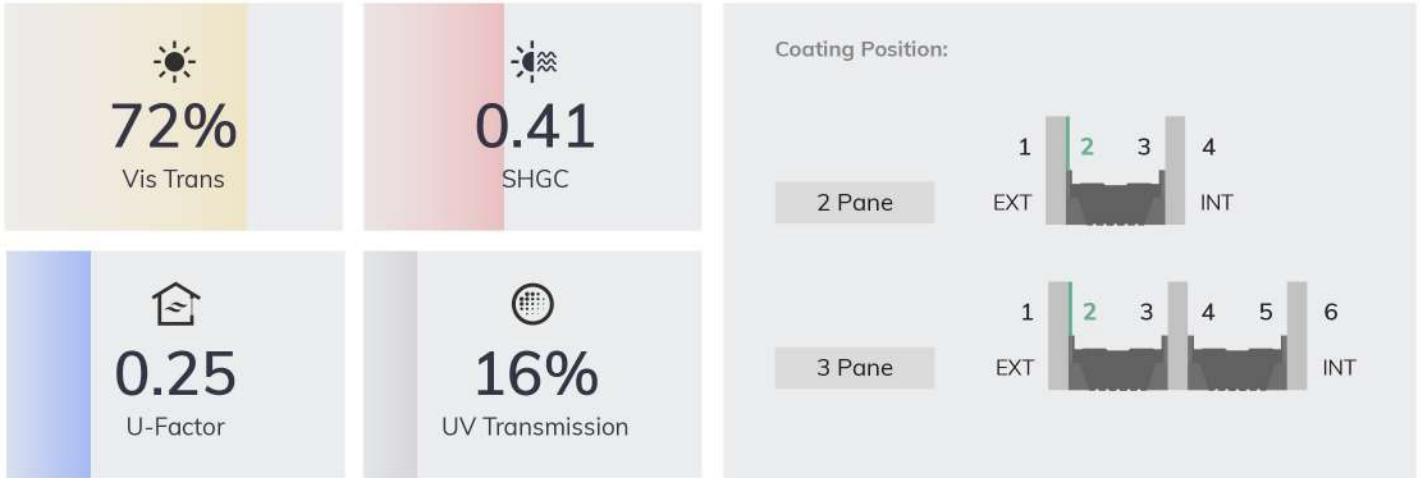 72%
Vis Trans
0.41
SHGC
0.25
U-Factor
16%
UV Transmission
Coating Position:
1 2 3 4
2 Pane EXT INT
1 2 3 4 5 6
3 Pane EXT INT